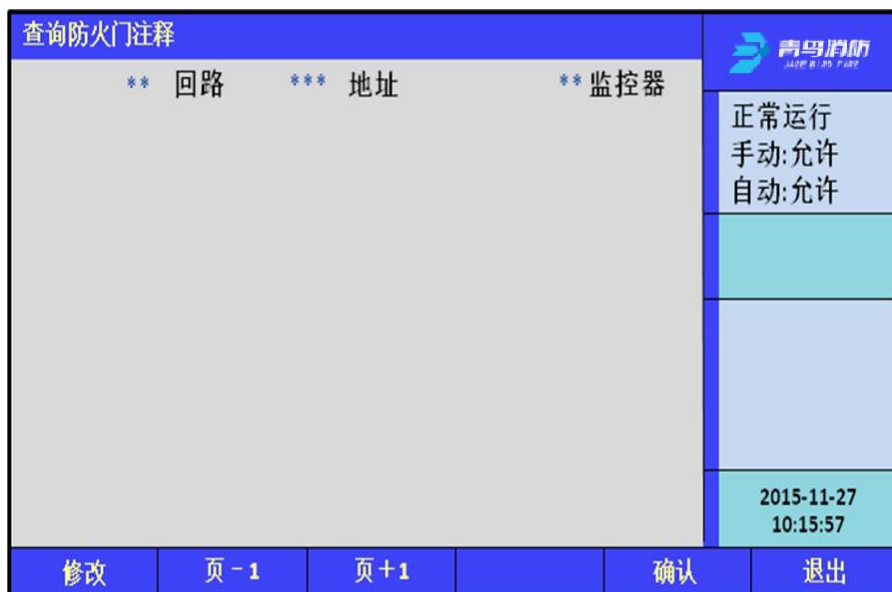 查询防火门注释
** 回路 *** 地址 **监控器
青鸟消防
正常运行
手动:允许
自动:允许
2015-11-27
10:15:57
修改 页-1 页+1 确认 退出